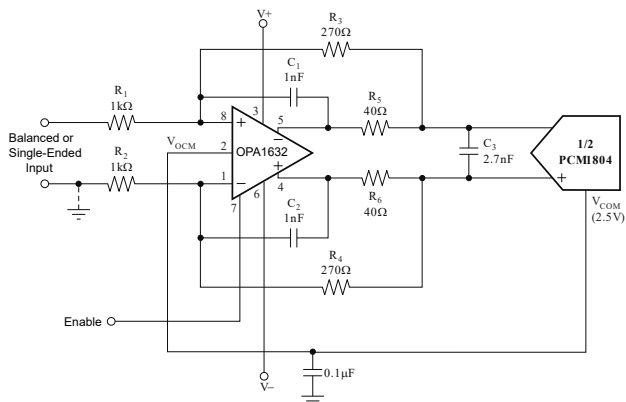 V+
R3
270Ω
C1
1nF
R1
1kΩ
R5
40Ω
8
+
3
5
−
Balanced or
Single-Ended
Input
VOCM
2
OPA1632
C3
2.7nF
1/2
PCM1804
R2
1kΩ
1
−
+
4
+
7
6
C2
1nF
R6
40Ω
VCOM
(2.5V)
R4
270Ω
Enable
0.1µF
V−